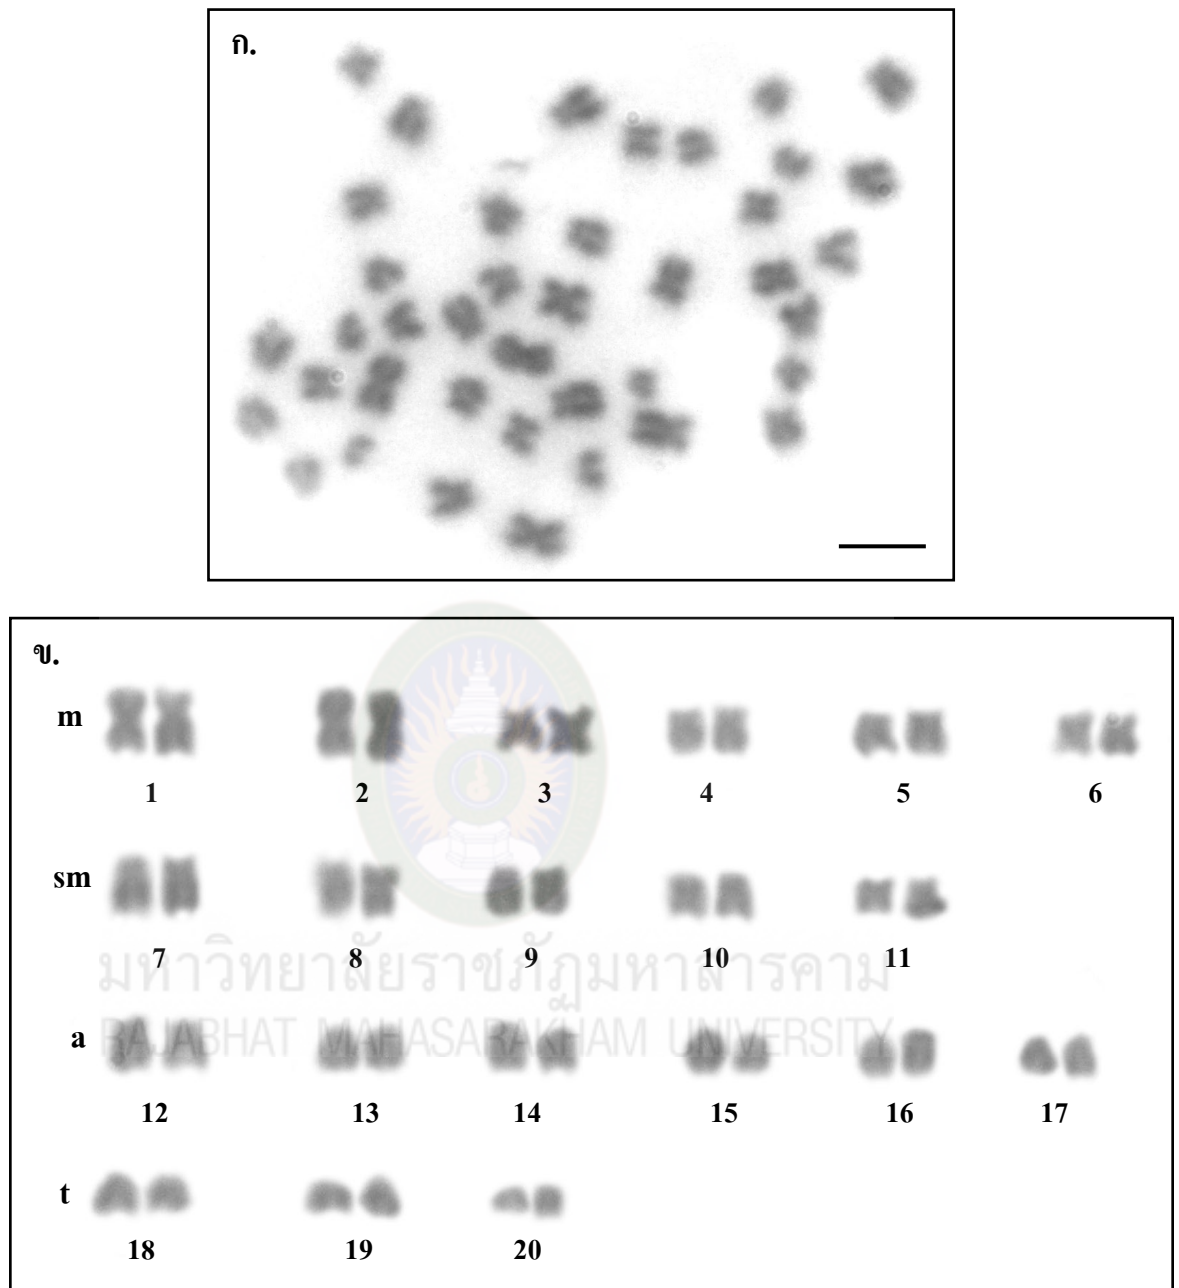 ก.
ข.
m
1 2 3 4 5 6
sm
7 8 9 10 11
มหาวิทยาลัยราชภัฏมหาสารคาม
RAJABHAT MAHASARAKHAM UNIVERSITY
a
12 13 14 15 16 17
t
18 19 20